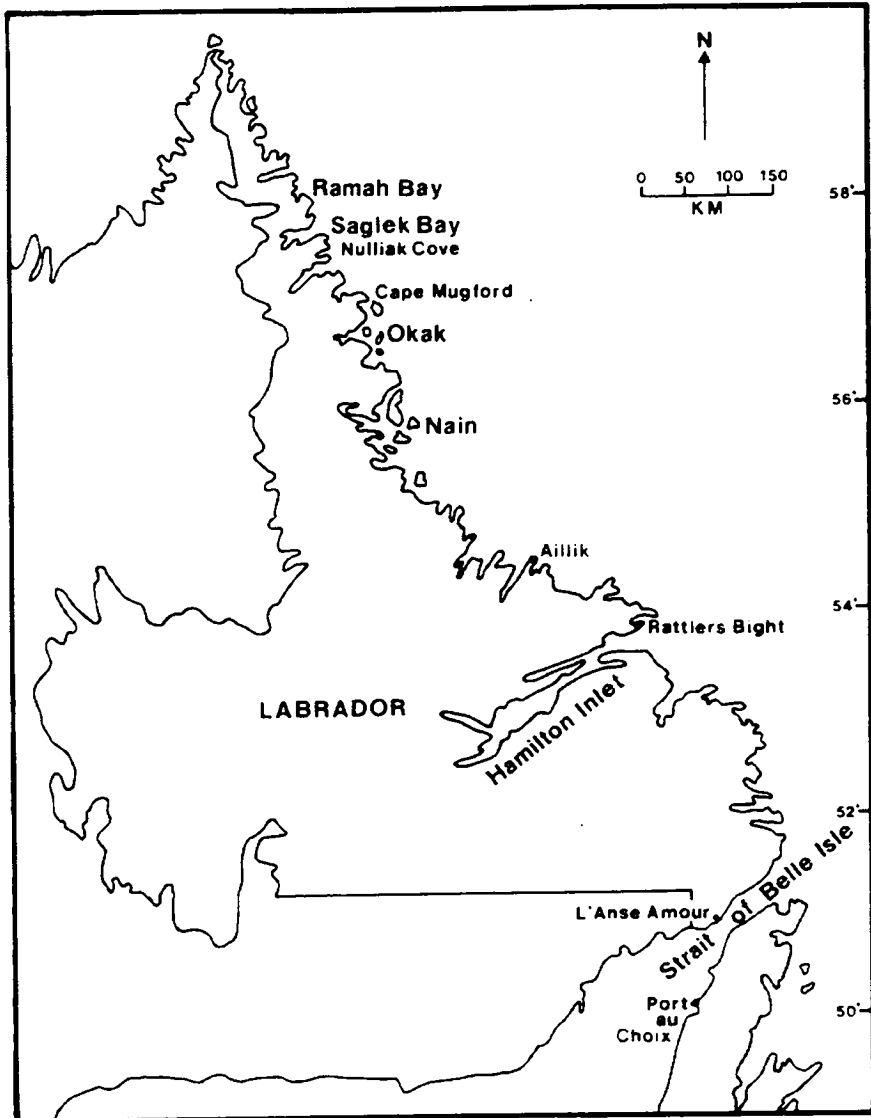 N
0 50 100 150
KM
58°
Ramah Bay
Saglek Bay
Nulliak Cove
Cape Mugford
Okak
56°
Nain
Aillik
54°
Rattlers Bight
LABRADOR
Hamilton Inlet
52°
Strait of Belle Isle
L'Anse Amour
Port
au
Choix
50°